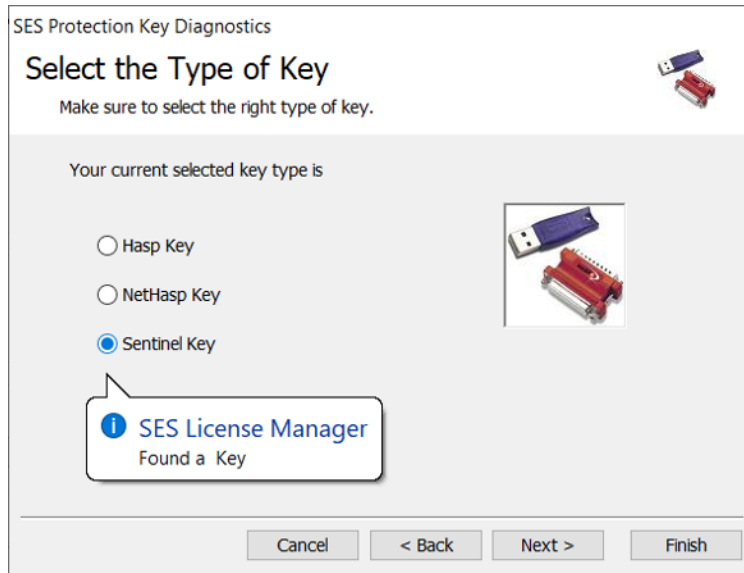 SES Protection Key Diagnostics
Select the Type of Key
Make sure to select the right type of key.
Your current selected key type is
Hasp Key
NetHasp Key
Sentinel Key
SES License Manager
Found a Key
Cancel
< Back
Next >
Finish